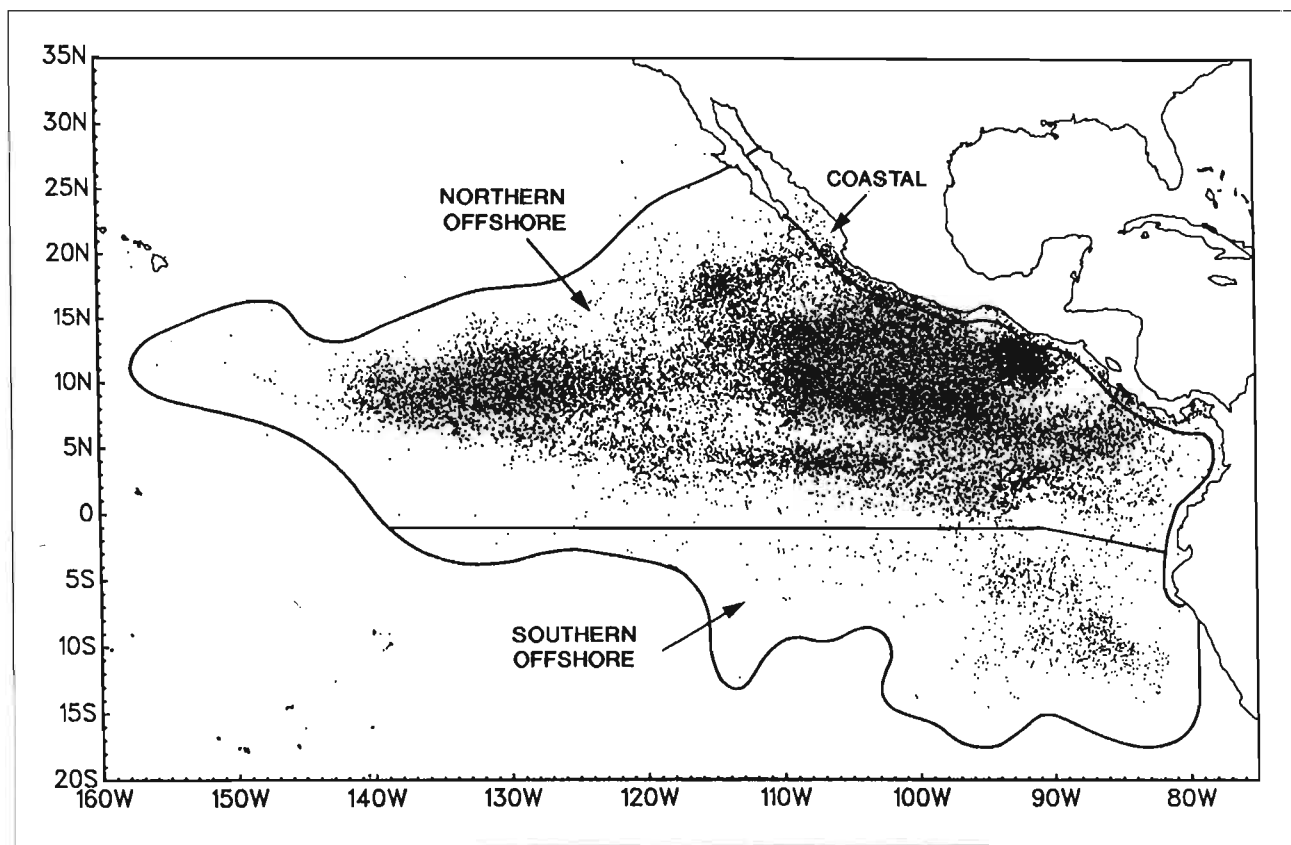 35N
30N
25N
20N
15N
10N
5N
0
5S
10S
15S
20S
NORTHERN
OFFSHORE
COASTAL
SOUTHERN
OFFSHORE
160W 150W 140W 130W 120W 110W 100W 90W 80W